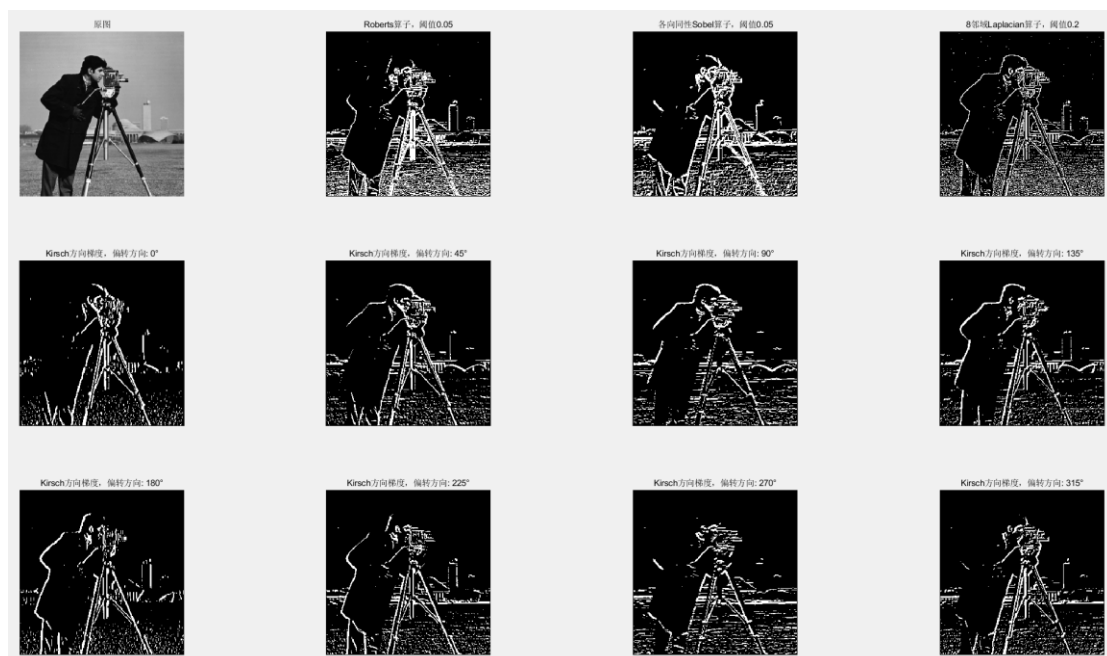 原图
Roberts算子，阈值0.05
各向同性Sobel算子，阈值0.05
8邻域Laplacian算子，阈值0.2
Kirsch方向梯度，偏转方向: 0°
Kirsch方向梯度，偏转方向: 45°
Kirsch方向梯度，偏转方向: 90°
Kirsch方向梯度，偏转方向: 135°
Kirsch方向梯度，偏转方向: 180°
Kirsch方向梯度，偏转方向: 225°
Kirsch方向梯度，偏转方向: 270°
Kirsch方向梯度，偏转方向: 315°